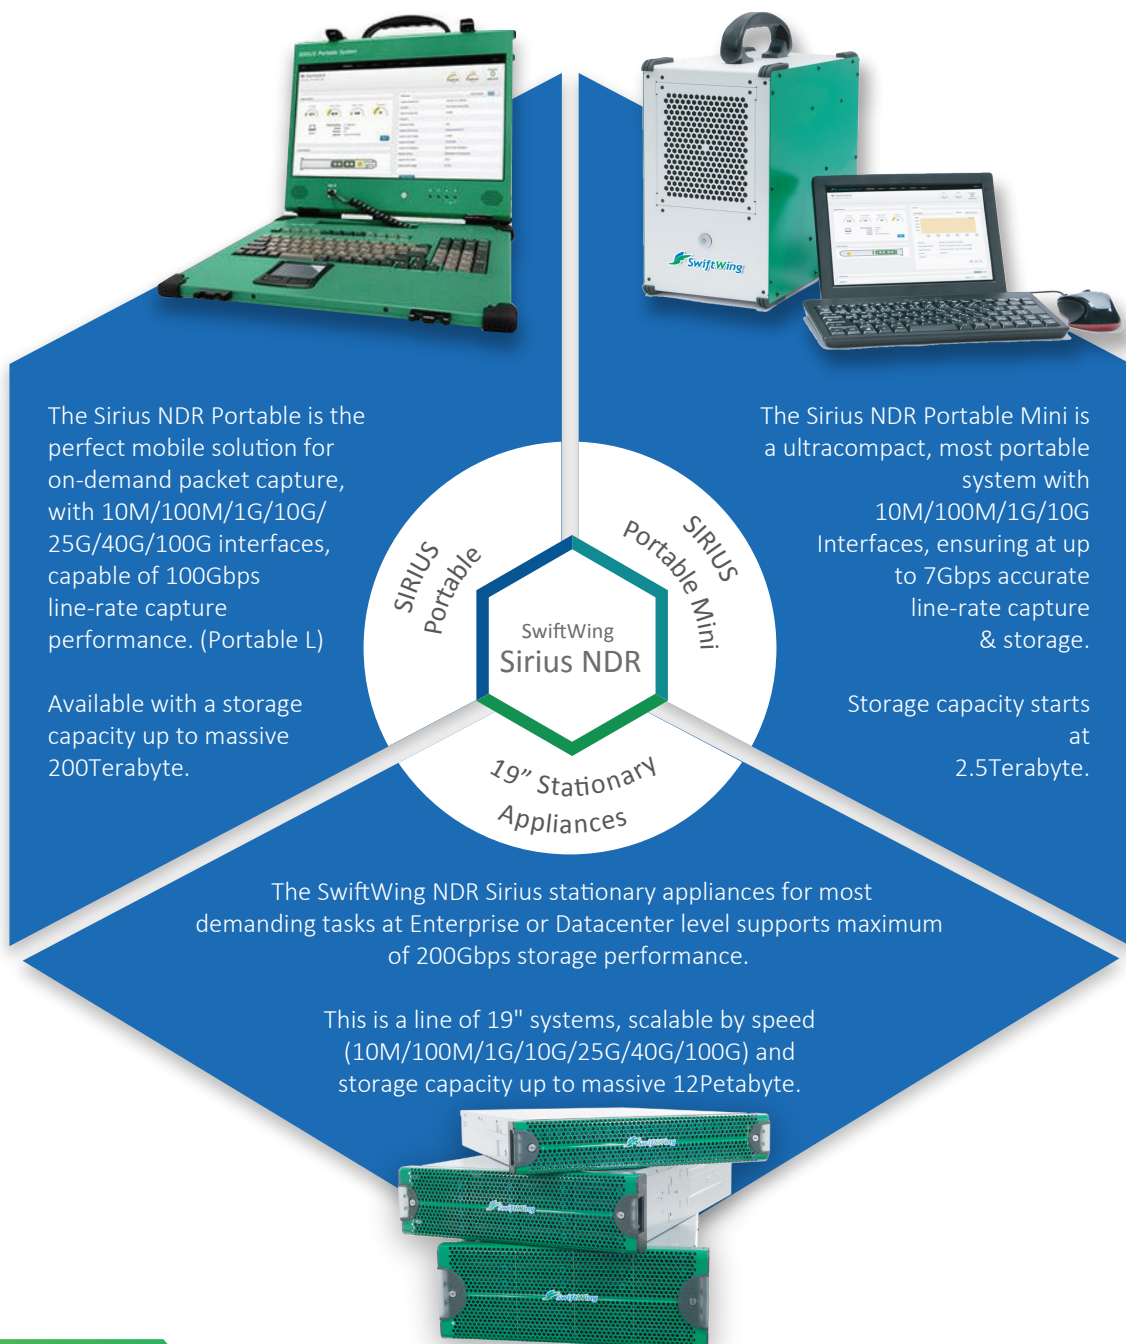 SIRIUS Portable System
SwiftWing
The Sirius NDR Portable is the
perfect mobile solution for
on-demand packet capture,
with 10M/100M/1G/10G/
25G/40G/100G interfaces,
capable of 100Gbps
line-rate capture
performance. (Portable L)
Available with a storage
capacity up to massive
200Terabyte.
The Sirius NDR Portable Mini is
a ultracompact, most portable
system with
10M/100M/1G/10G
Interfaces, ensuring at up
to 7Gbps accurate
line-rate capture
& storage.
Storage capacity starts
at
2.5Terabyte.
SIRIUS
Portable
SIRIUS
Portable Mini
SwiftWing
Sirius NDR
19” Stationary
Appliances
The SwiftWing NDR Sirius stationary appliances for most
demanding tasks at Enterprise or Datacenter level supports maximum
of 200Gbps storage performance.
This is a line of 19" systems, scalable by speed
(10M/100M/1G/10G/25G/40G/100G) and
storage capacity up to massive 12Petabyte.
SwiftWing
SwiftWing
SwiftWing